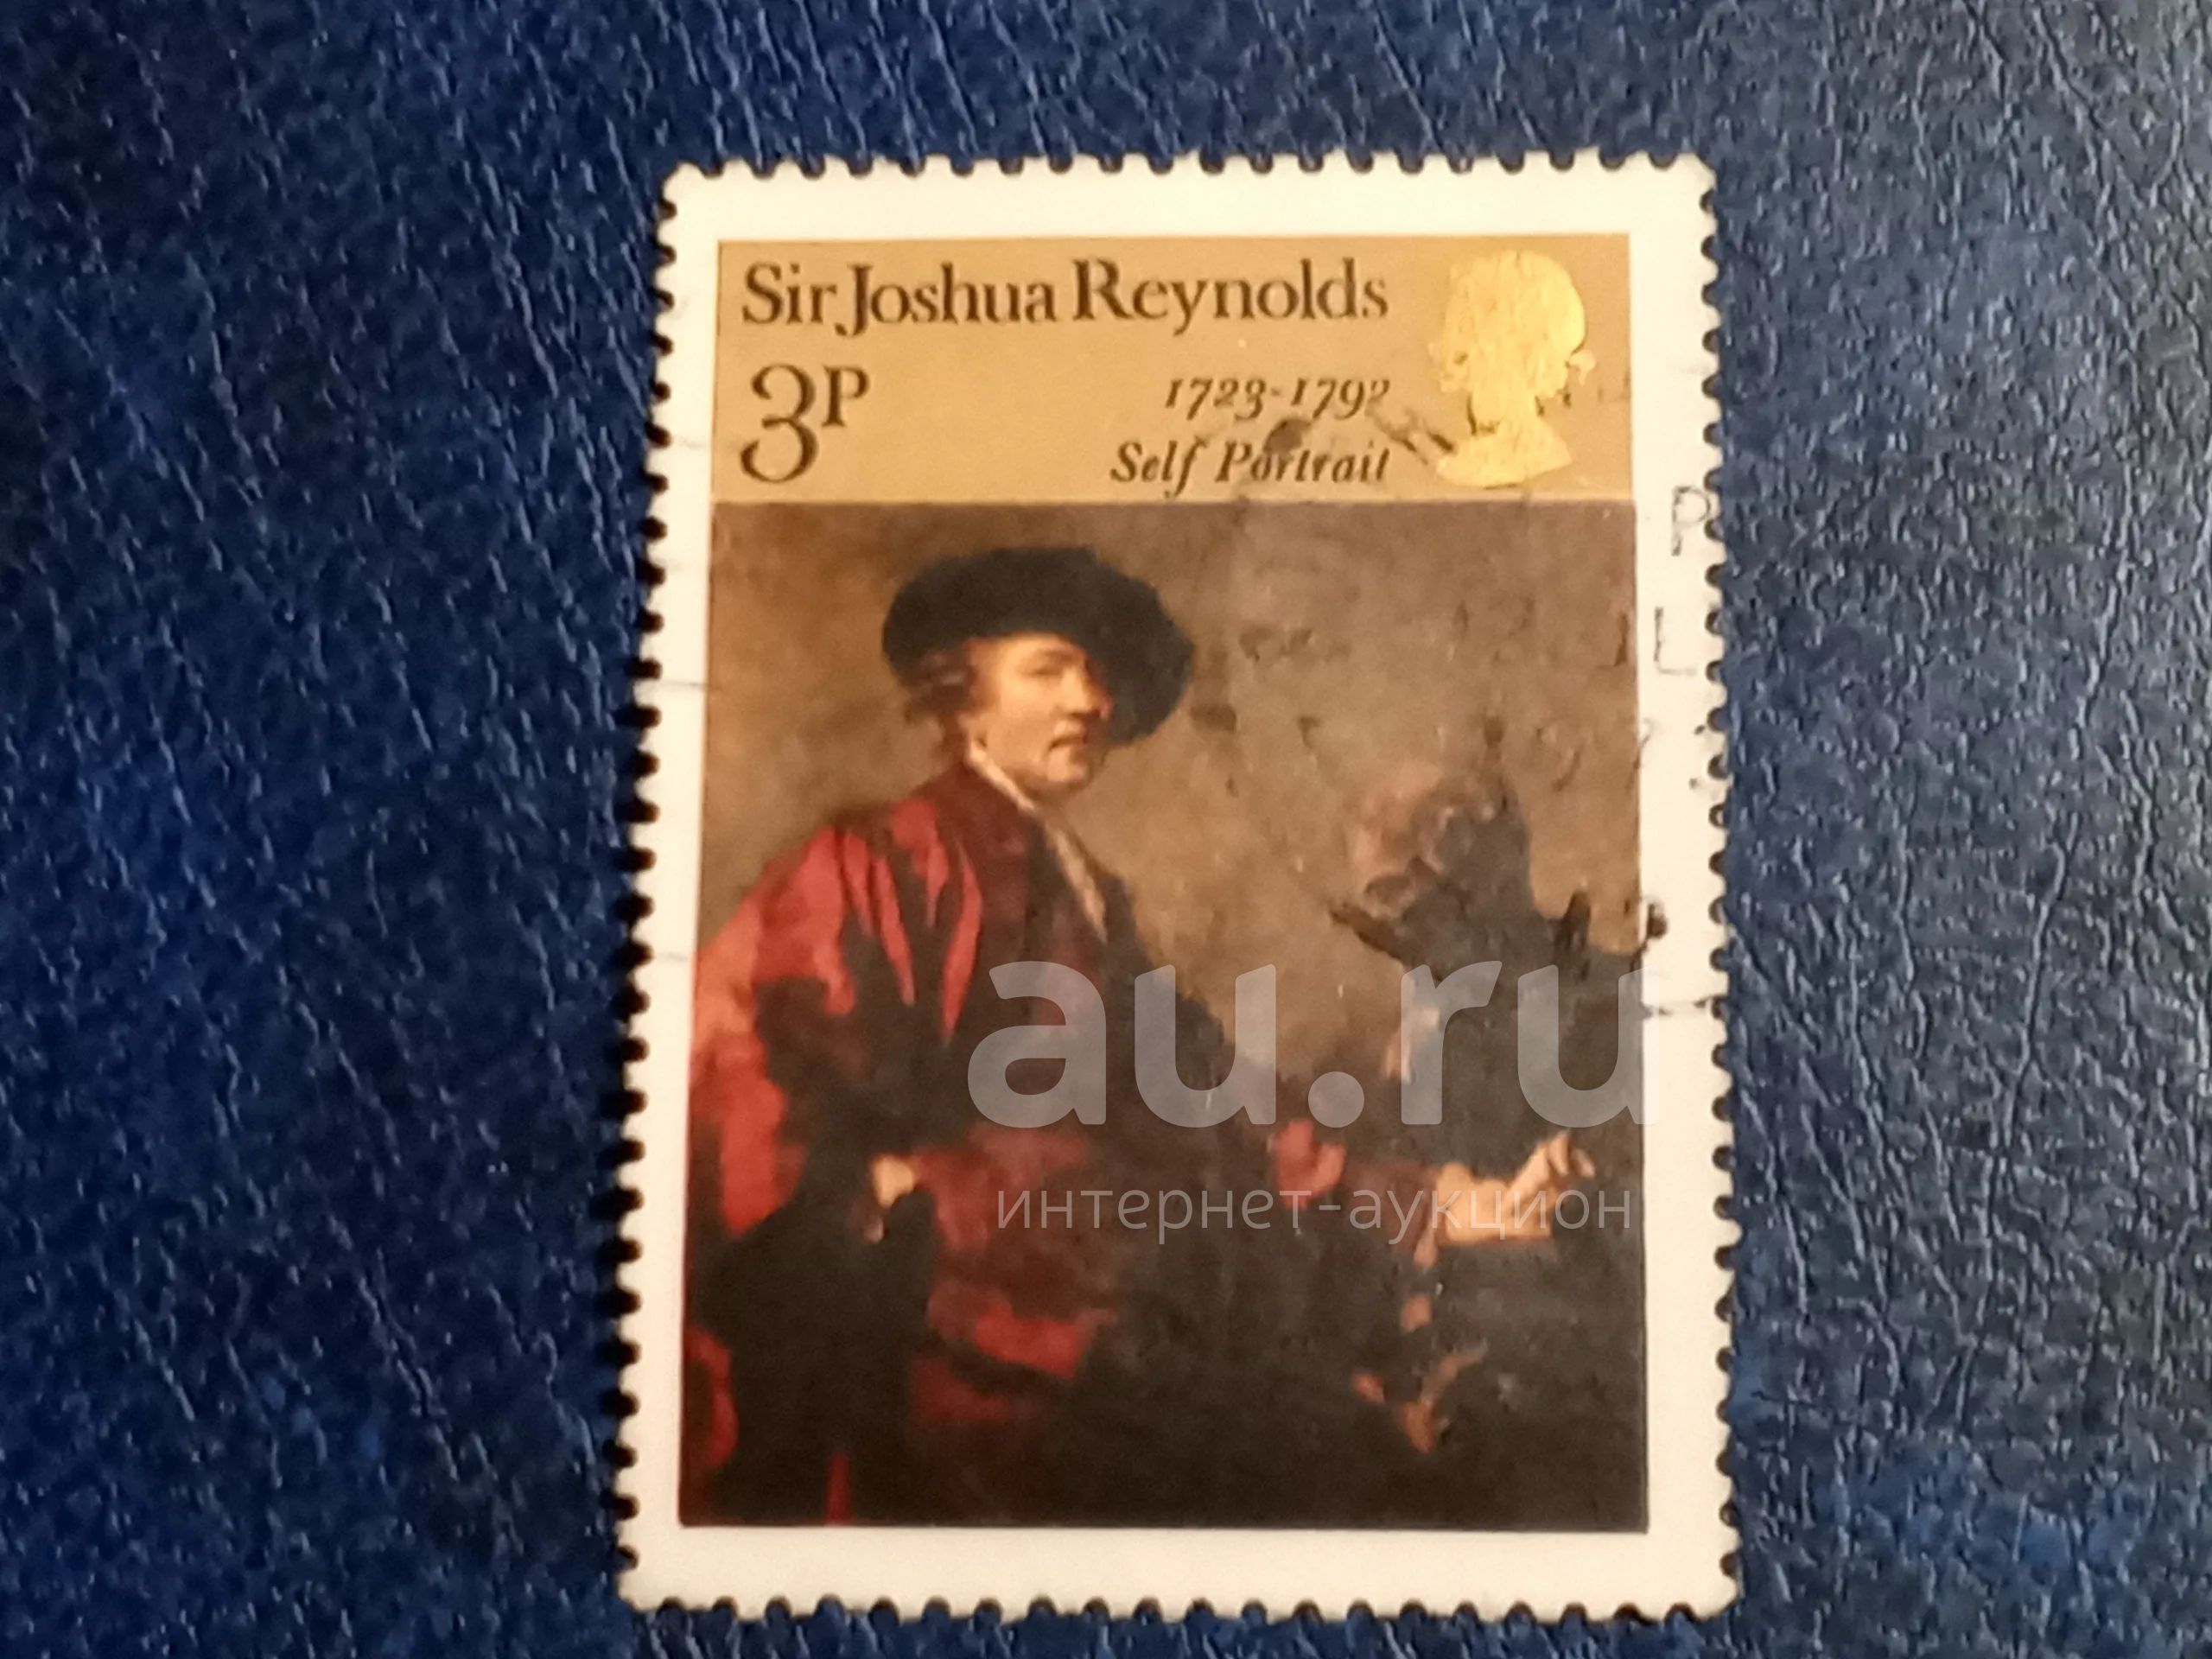 Sir Joshua Reynolds
3P
1723-1792
Self Portrait
P
L
au.ru
интернет-аукцион